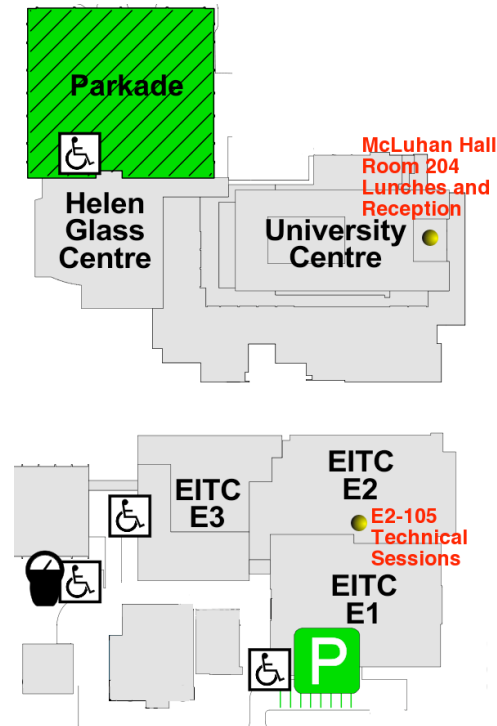 Parkade
McLuhan Hall
Room 204
Lunches and
Reception
Helen
Glass
Centre
University
Centre
EITC
E3
EITC
E2
E2-105
Technical
Sessions
EITC
E1
P